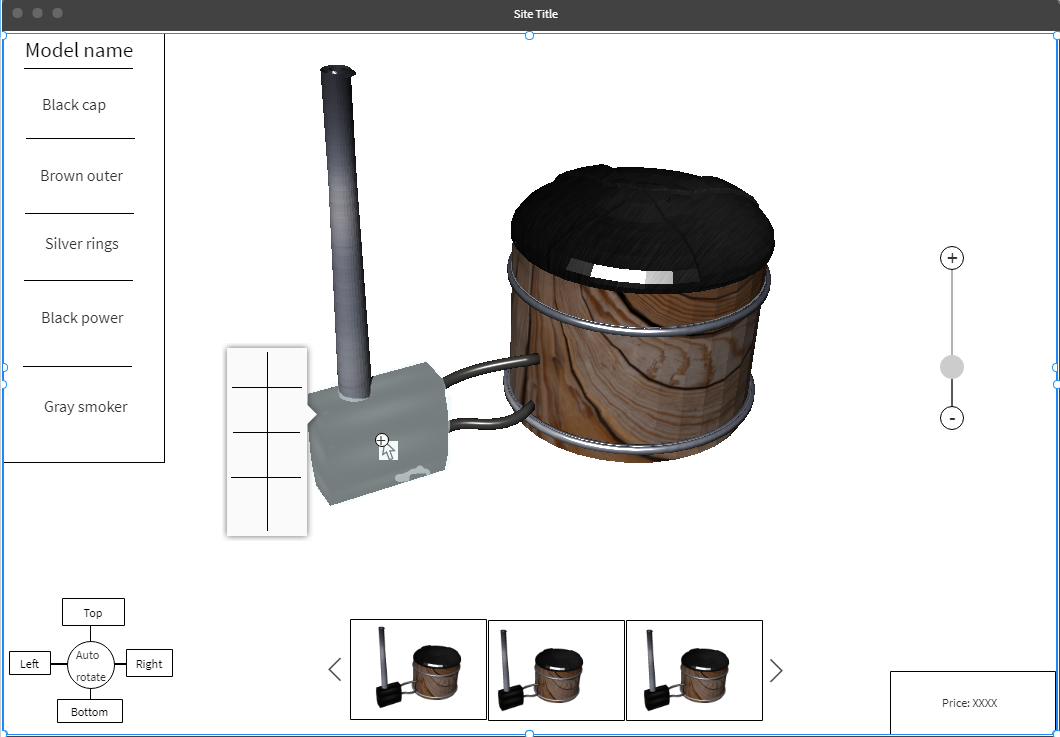 Site Title
Model name
Black cap
Brown outer
Silver rings
Black power
Gray smoker
+
-
Top
Left
Auto
rotate
Right
Bottom
Price: XXXX